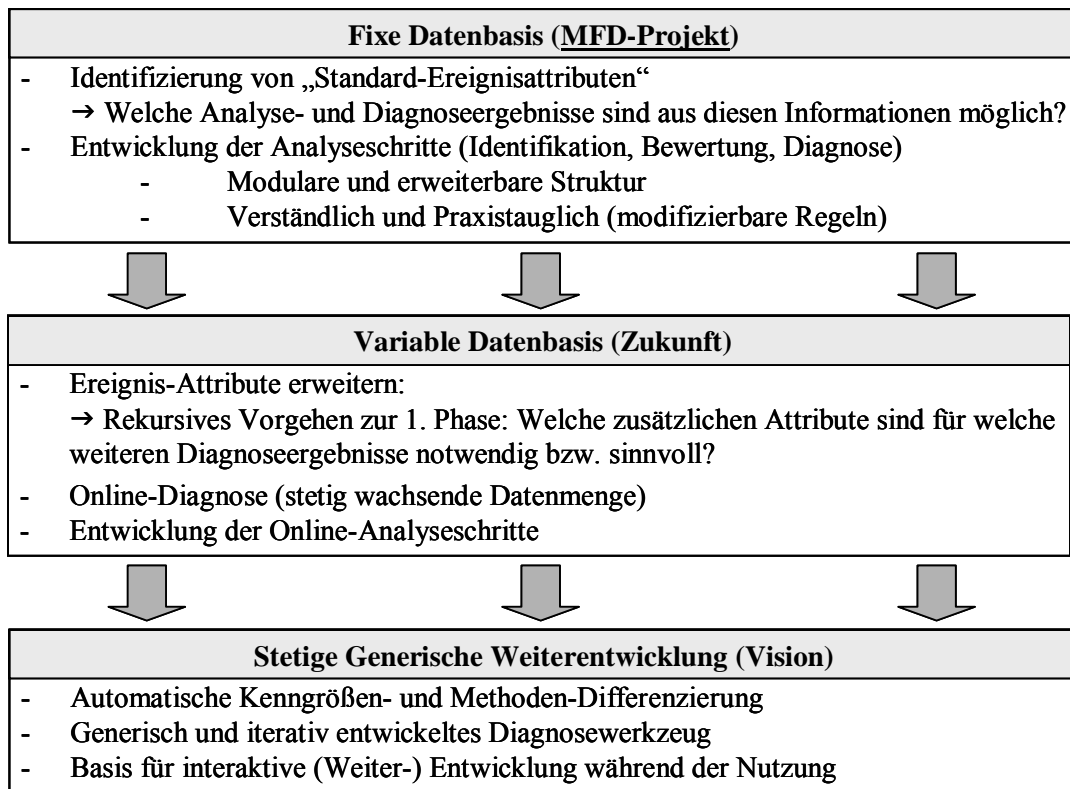 Fixe Datenbasis (MFD-Projekt)
- Identifizierung von „Standard-Ereignisattributen“
→ Welche Analyse- und Diagnoseergebnisse sind aus diesen Informationen möglich?
- Entwicklung der Analyseschritte (Identifikation, Bewertung, Diagnose)
- Modulare und erweiterbare Struktur
- Verständlich und Praxistauglich (modifizierbare Regeln)
Variable Datenbasis (Zukunft)
- Ereignis-Attribute erweitern:
→ Rekursives Vorgehen zur 1. Phase: Welche zusätzlichen Attribute sind für welche
weiteren Diagnoseergebnisse notwendig bzw. sinnvoll?
- Online-Diagnose (stetig wachsende Datenmenge)
- Entwicklung der Online-Analyseschritte
Stetige Generische Weiterentwicklung (Vision)
- Automatische Kenngrößen- und Methoden-Differenzierung
- Generisch und iterativ entwickeltes Diagnosewerkzeug
- Basis für interaktive (Weiter-) Entwicklung während der Nutzung